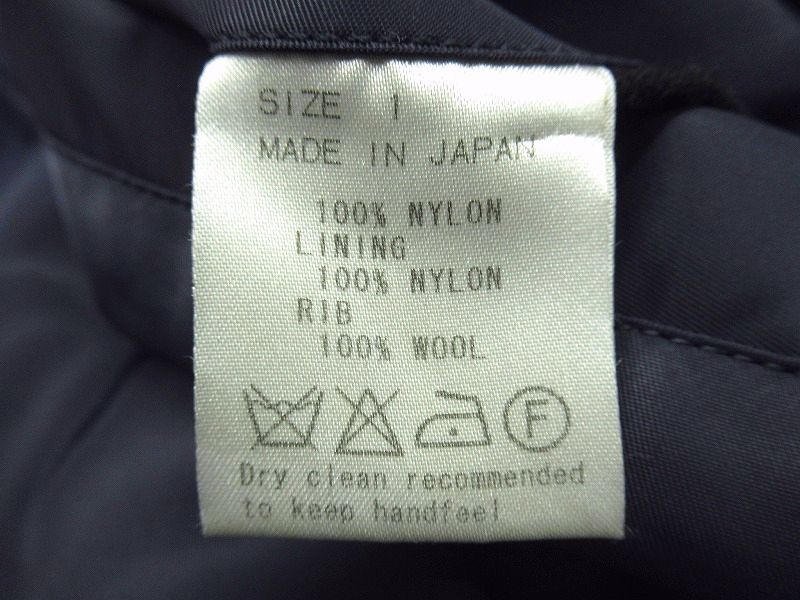 SIZE 1
MADE IN JAPAN
100% NYLON
LINING
100% NYLON
RIB
100% WOOL
F
Dry clean recommended
to keep handfeel